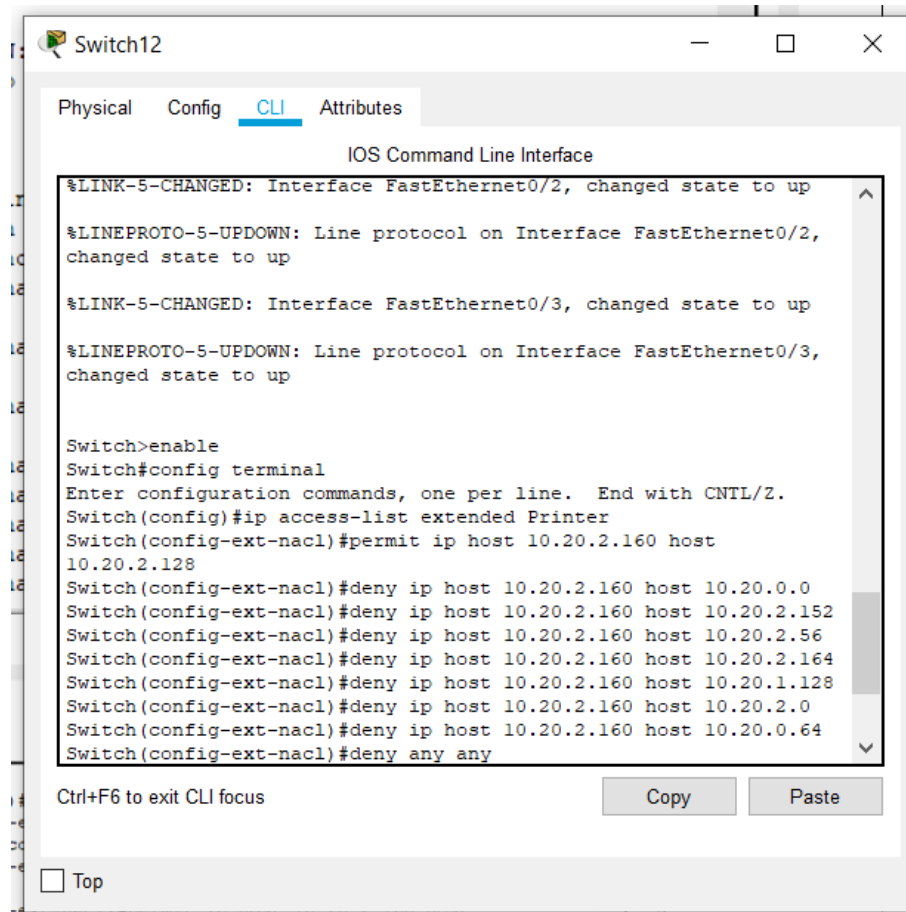 Switch12
Physical Config CLI Attributes
IOS Command Line Interface
%LINK-5-CHANGED: Interface FastEthernet0/2, changed state to up
%LINEPROTO-5-UPDOWN: Line protocol on Interface FastEthernet0/2,
changed state to up
%LINK-5-CHANGED: Interface FastEthernet0/3, changed state to up
%LINEPROTO-5-UPDOWN: Line protocol on Interface FastEthernet0/3,
changed state to up
Switch>enable
Switch#config terminal
Enter configuration commands, one per line.  End with CNTL/Z.
Switch(config)#ip access-list extended Printer
Switch(config-ext-nacl)#permit ip host 10.20.2.160 host
10.20.2.128
Switch(config-ext-nacl)#deny ip host 10.20.2.160 host 10.20.0.0
Switch(config-ext-nacl)#deny ip host 10.20.2.160 host 10.20.2.152
Switch(config-ext-nacl)#deny ip host 10.20.2.160 host 10.20.2.56
Switch(config-ext-nacl)#deny ip host 10.20.2.160 host 10.20.2.164
Switch(config-ext-nacl)#deny ip host 10.20.2.160 host 10.20.1.128
Switch(config-ext-nacl)#deny ip host 10.20.2.160 host 10.20.2.0
Switch(config-ext-nacl)#deny ip host 10.20.2.160 host 10.20.0.64
Switch(config-ext-nacl)#deny any any
Ctrl+F6 to exit CLI focus
Copy Paste
Top